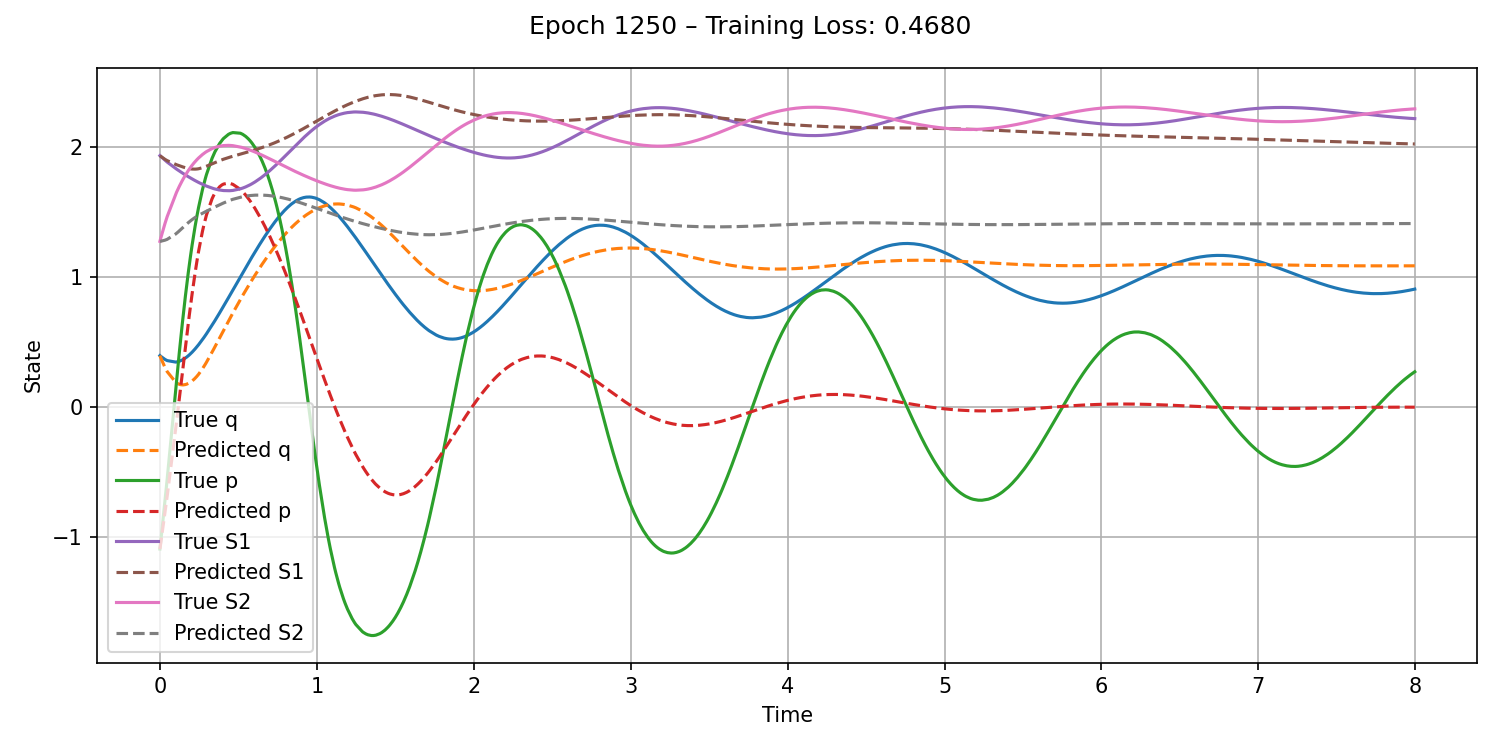 Epoch 1250 – Training Loss: 0.4680
State
2
1
0
−1
True q
Predicted q
True p
Predicted p
True S1
Predicted S1
True S2
Predicted S2
0 1 2 3 4 5 6 7 8
Time